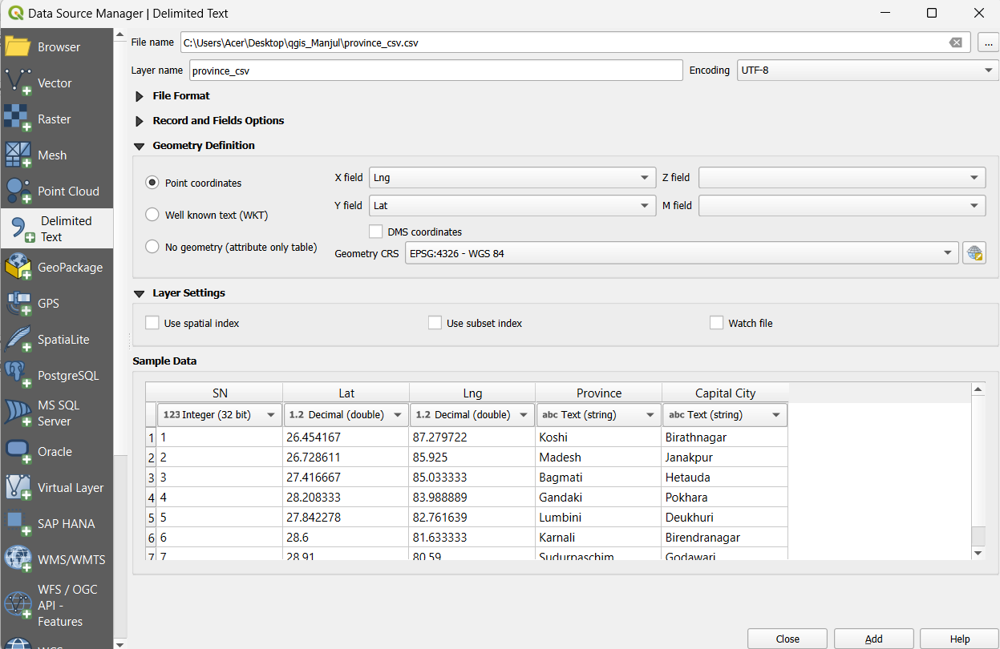 Data Source Manager | Delimited Text
Browser
Vector
Raster
Mesh
Point Cloud
Delimited
Text
GeoPackage
GPS
SpatiaLite
PostgreSQL
MS SQL
Server
Oracle
Virtual Layer
SAP HANA
WMS/WMTS
WFS / OGC
API -
Features
File name C:\Users\Acer\Desktop\qgis_Manjul\province_csv.csv ...
Layer name province_csv Encoding UTF-8
File Format
Record and Fields Options
Geometry Definition
Point coordinates X field Lng Z field
Y field Lat M field
Well known text (WKT)
DMS coordinates
No geometry (attribute only table) Geometry CRS EPSG:4326 - WGS 84
Layer Settings
Use spatial index Use subset index Watch file
Sample Data
SN Lat Lng Province Capital City
123 Integer (32 bit) 1.2 Decimal (double) 1.2 Decimal (double) abc Text (string) abc Text (string)
1 1 26.454167 87.279722 Koshi Birathnagar
2 2 26.728611 85.925 Madesh Janakpur
3 3 27.416667 85.033333 Bagmati Hetauda
4 4 28.208333 83.988889 Gandaki Pokhara
5 5 27.842278 82.761639 Lumbini Deukhuri
6 6 28.6 81.633333 Karnali Birendranagar
7 7 28.91 80.59 Sudurpaschim Godawari
Close Add Help